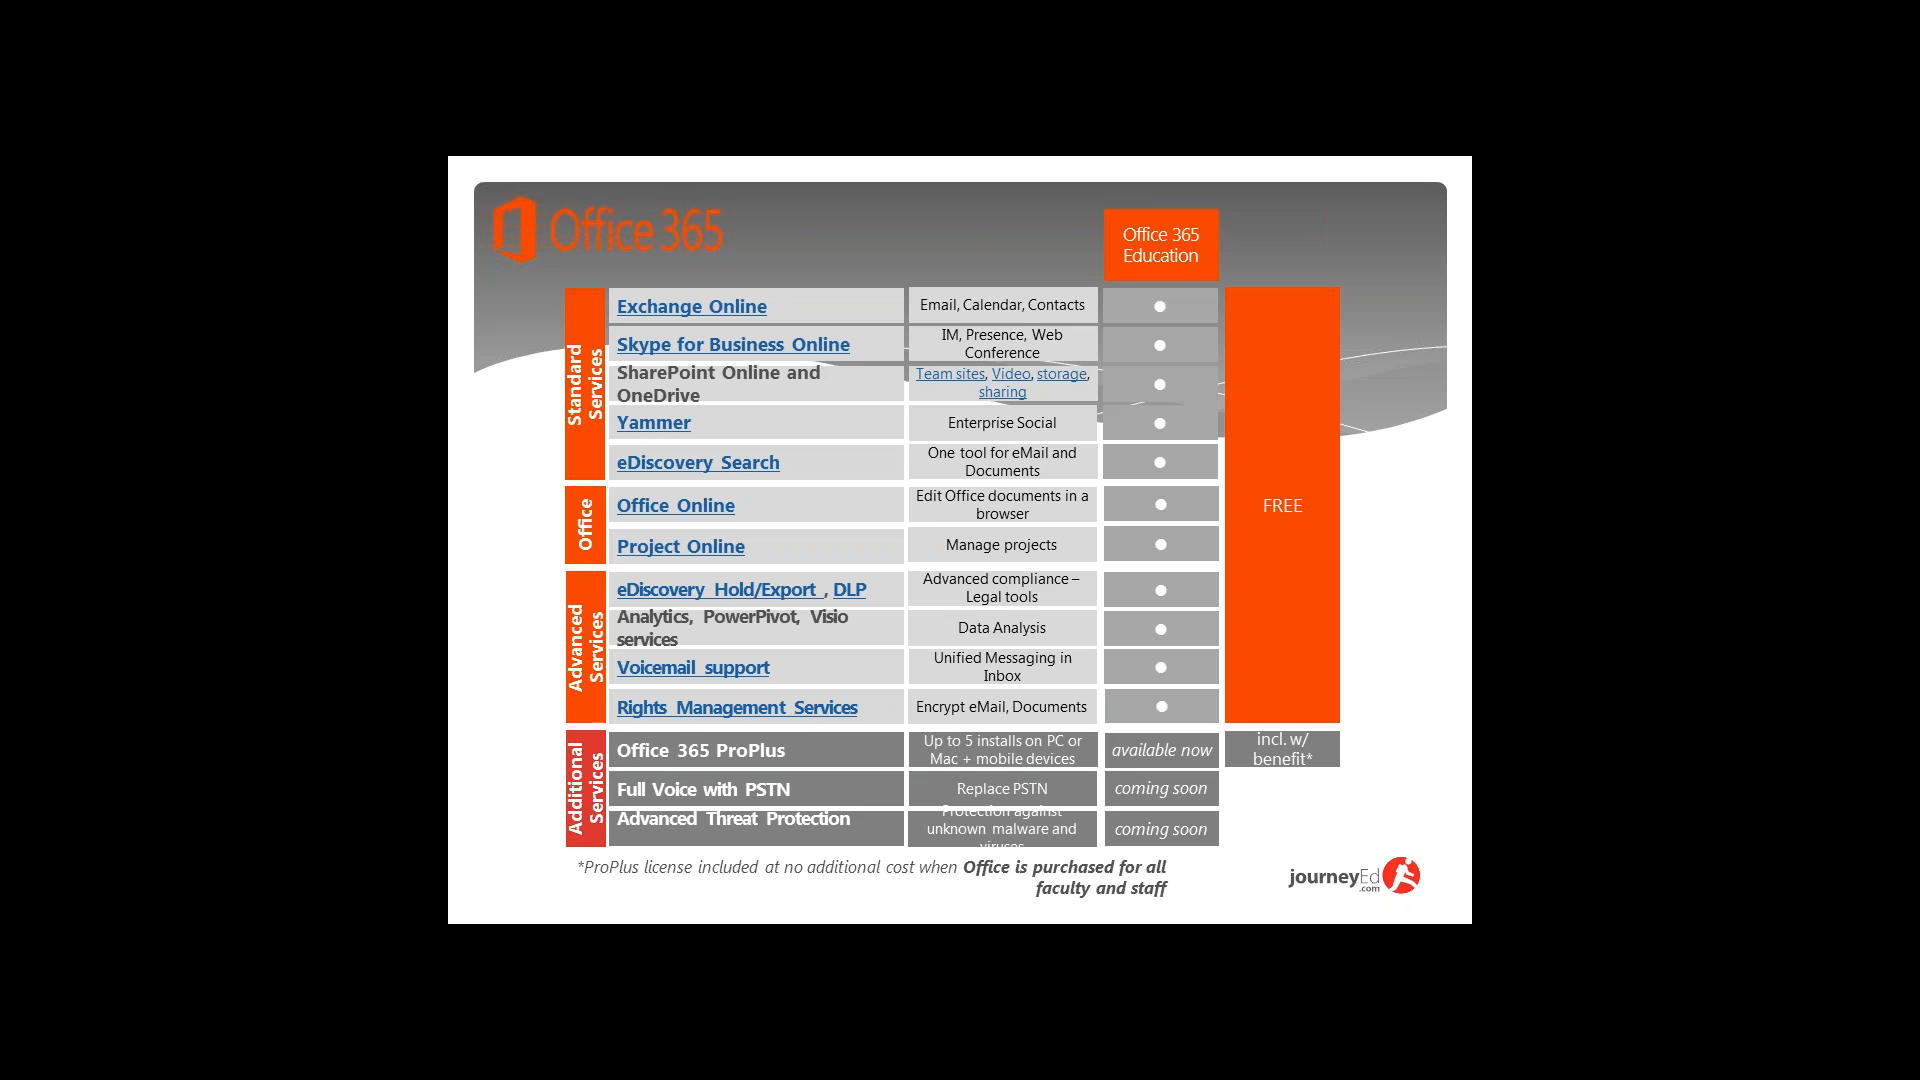 Office 365
Office 365
Education
Standard
Services
Exchange Online
Email, Calendar, Contacts
Skype for Business Online
IM, Presence, Web
Conference
SharePoint Online and
OneDrive
Team sites, Video, storage,
sharing
Yammer
Enterprise Social
eDiscovery Search
One tool for eMail and
Documents
FREE
Office
Office Online
Edit Office documents in a
browser
Project Online
Manage projects
Advanced
Services
eDiscovery Hold/Export , DLP
Advanced compliance –
Legal tools
Analytics, PowerPivot, Visio
services
Data Analysis
Voicemail support
Unified Messaging in
Inbox
Rights Management Services
Encrypt eMail, Documents
Additional
Services
Office 365 ProPlus
Up to 5 installs on PC or
Mac + mobile devices
available now
incl. w/
benefit*
Full Voice with PSTN
Replace PSTN
coming soon
Advanced Threat Protection
Protection against
unknown malware and
viruses
coming soon
*ProPlus license included at no additional cost when Office is purchased for all
faculty and staff
journeyEd
.com